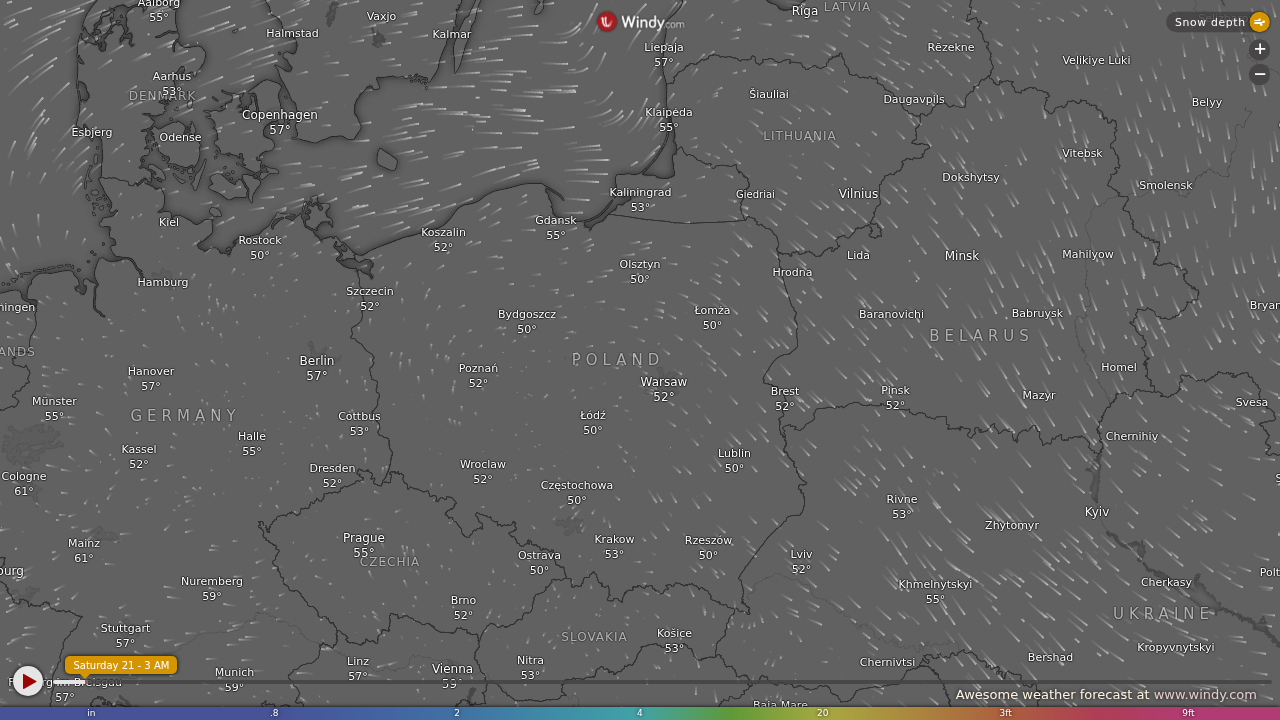 Aalborg
55°
Vaxjo
Halmstad
Kalmar
Windy.com
Riga
LATVIA
Snow depth
+
−
Liepaja
57°
Rēzekne
Velikiye Luki
Aarhus
53°
DENMARK
Šiauliai
Daugavpils
Belyy
Copenhagen
57°
Klaipėda
55°
Esbjerg
Odense
LITHUANIA
Vitebsk
Dokshytsy
Smolensk
Kaliningrad
53°
Giedriai
Vilnius
Kiel
Koszalin
52°
Gdansk
55°
Rostock
50°
Lida
Minsk
Mahilyow
Hamburg
Olsztyn
50°
Hrodna
Szczecin
52°
ningen
Bydgoszcz
50°
Łomża
50°
Baranovichi
Babruysk
Bryan
BELARUS
ANDS
Berlin
57°
POLAND
Hanover
57°
Poznań
52°
Warsaw
52°
Homel
Münster
55°
Brest
52°
Pinsk
52°
Mazyr
Svesa
GERMANY
Cottbus
53°
Łódź
50°
Halle
55°
Chernihiv
Kassel
52°
Lublin
50°
Cologne
61°
Dresden
52°
Wroclaw
52°
Częstochowa
50°
Rivne
53°
Kyiv
Zhytomyr
Mainz
61°
Prague
55°
CZECHIA
Krakow
53°
Rzeszów
50°
Ostrava
50°
Lviv
52°
burg
Nuremberg
59°
Khmelnytskyi
55°
Cherkasy
Polt
Brno
52°
UKRAINE
Stuttgart
57°
SLOVAKIA
Košice
53°
Kropyvnytskyi
Saturday 21 - 3 AM
Linz
57°
Vienna
59°
Nitra
53°
Chernivtsi
Bershad
Munich
59°
57°
Baia Mare
Awesome weather forecast at www.windy.com
in .8 2 4 20 3ft 9ft